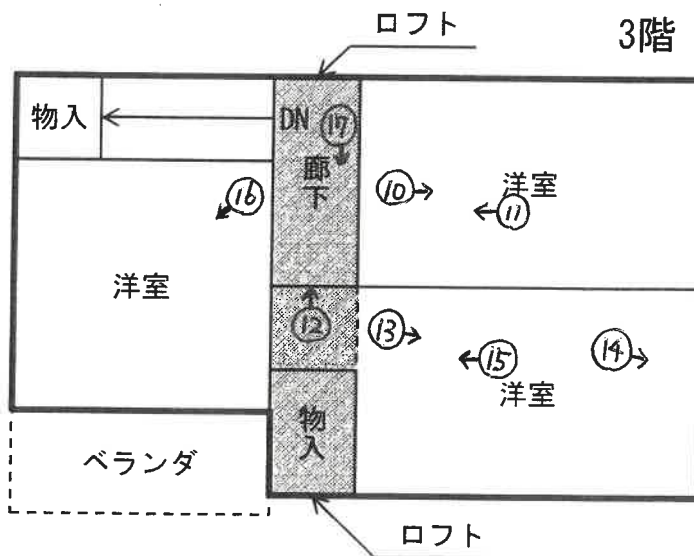 ロフト
3階
物入
DN
⑰
廊下
⑯
⑩
洋室
⑪
洋室
⑫
⑬
⑮
⑭
洋室
物入
ベランダ
ロフト